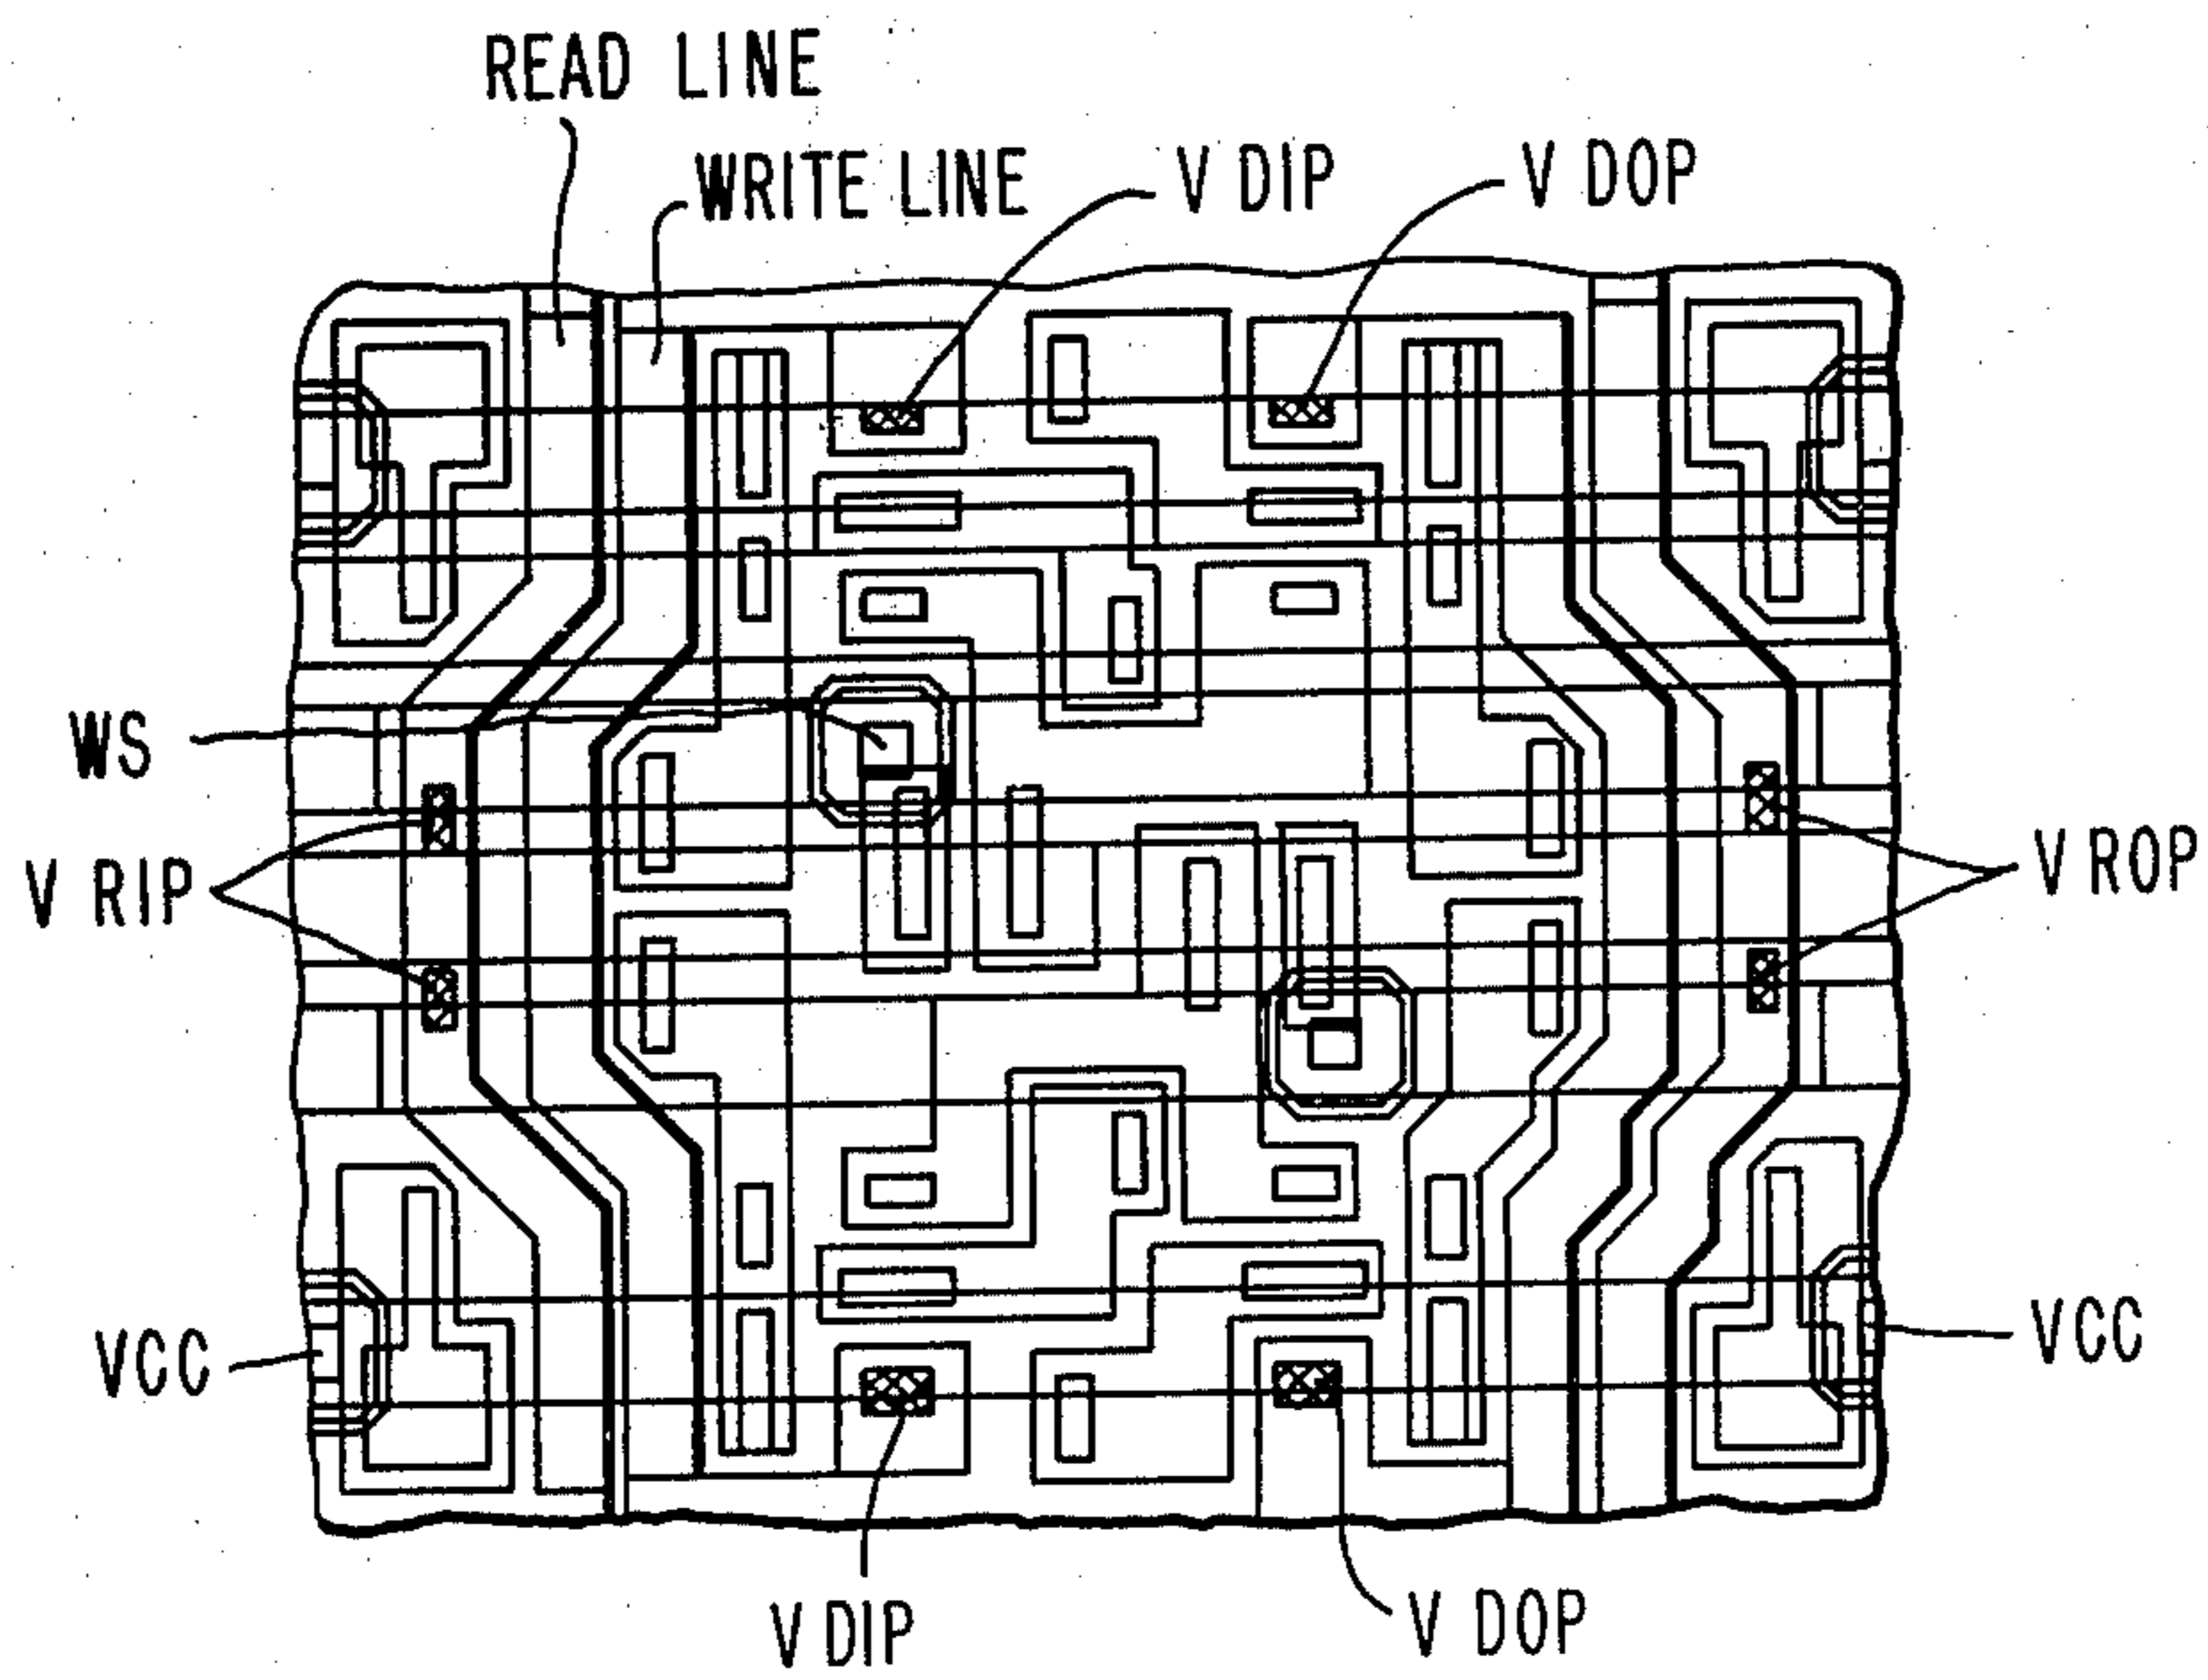 READ LINE
WRITE LINE
V DIP
V DOP
WS
V RIP
V ROP
VCC
VCC
V DIP
V DOP